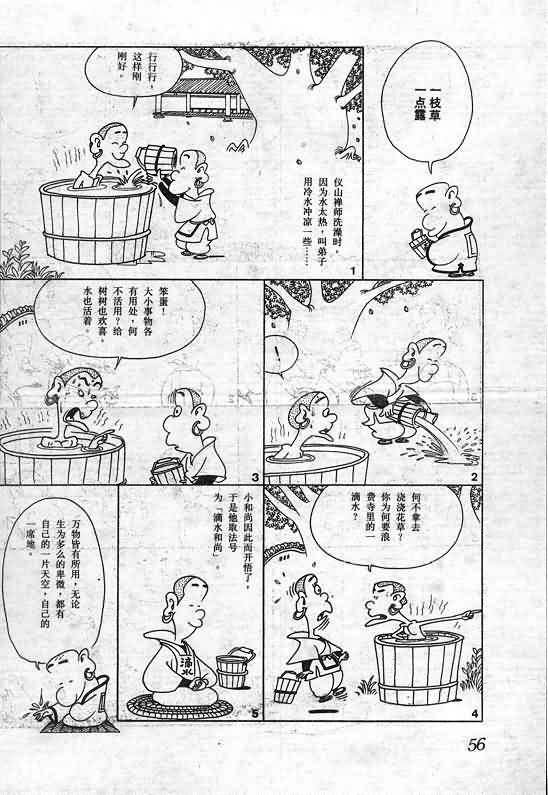 一枝草
一点露
仪山禅师洗澡时，
因为水太热，叫弟子
用冷水冲凉一些……
行行行，
这样刚
刚好。
1
！
2
笨蛋！
大小事物各
有用处，何
不活用？给
树树也欢喜，
水也活着。
3
何不拿去
浇浇花草？
你为何要浪
费寺里的一
滴水？
4
小和尚因此而开悟了，
于是他取法号
为「滴水和尚」。
滴水
5
万物皆有所用，无论
生为多么的卑微，都有
自己的一片天空，自己的
一席地。
56